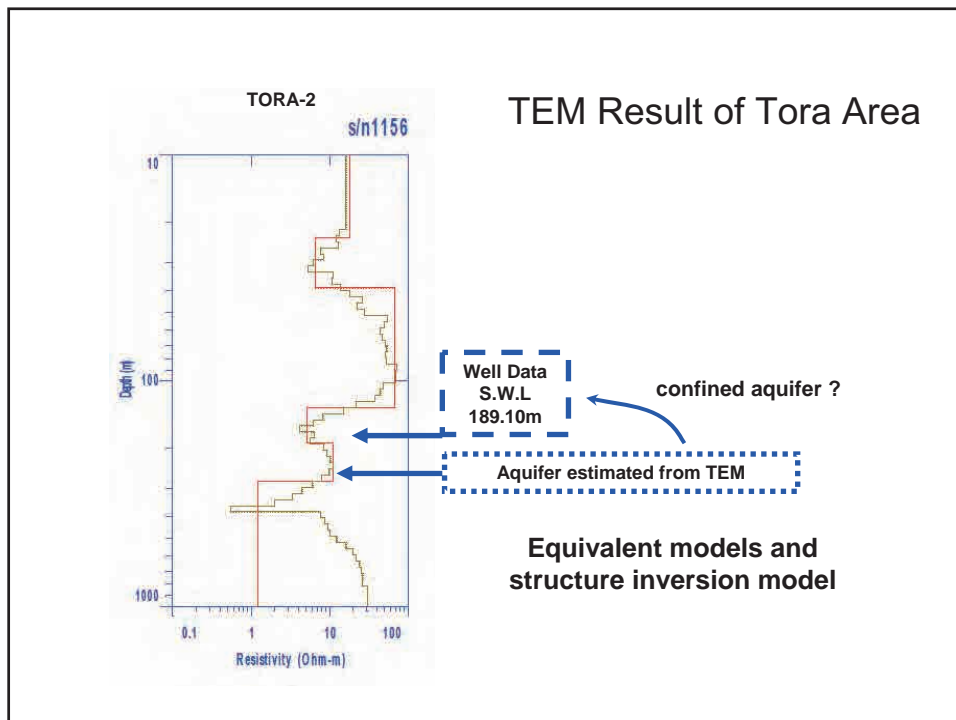 TORA-2
TEM Result of Tora Area
s/n1156
10
100
1000
Depth (m)
0.1
1
10
100
Resistivity (Ohm-m)
Well Data
S.W.L
189.10m
confined aquifer ?
Aquifer estimated from TEM
Equivalent models and
structure inversion model